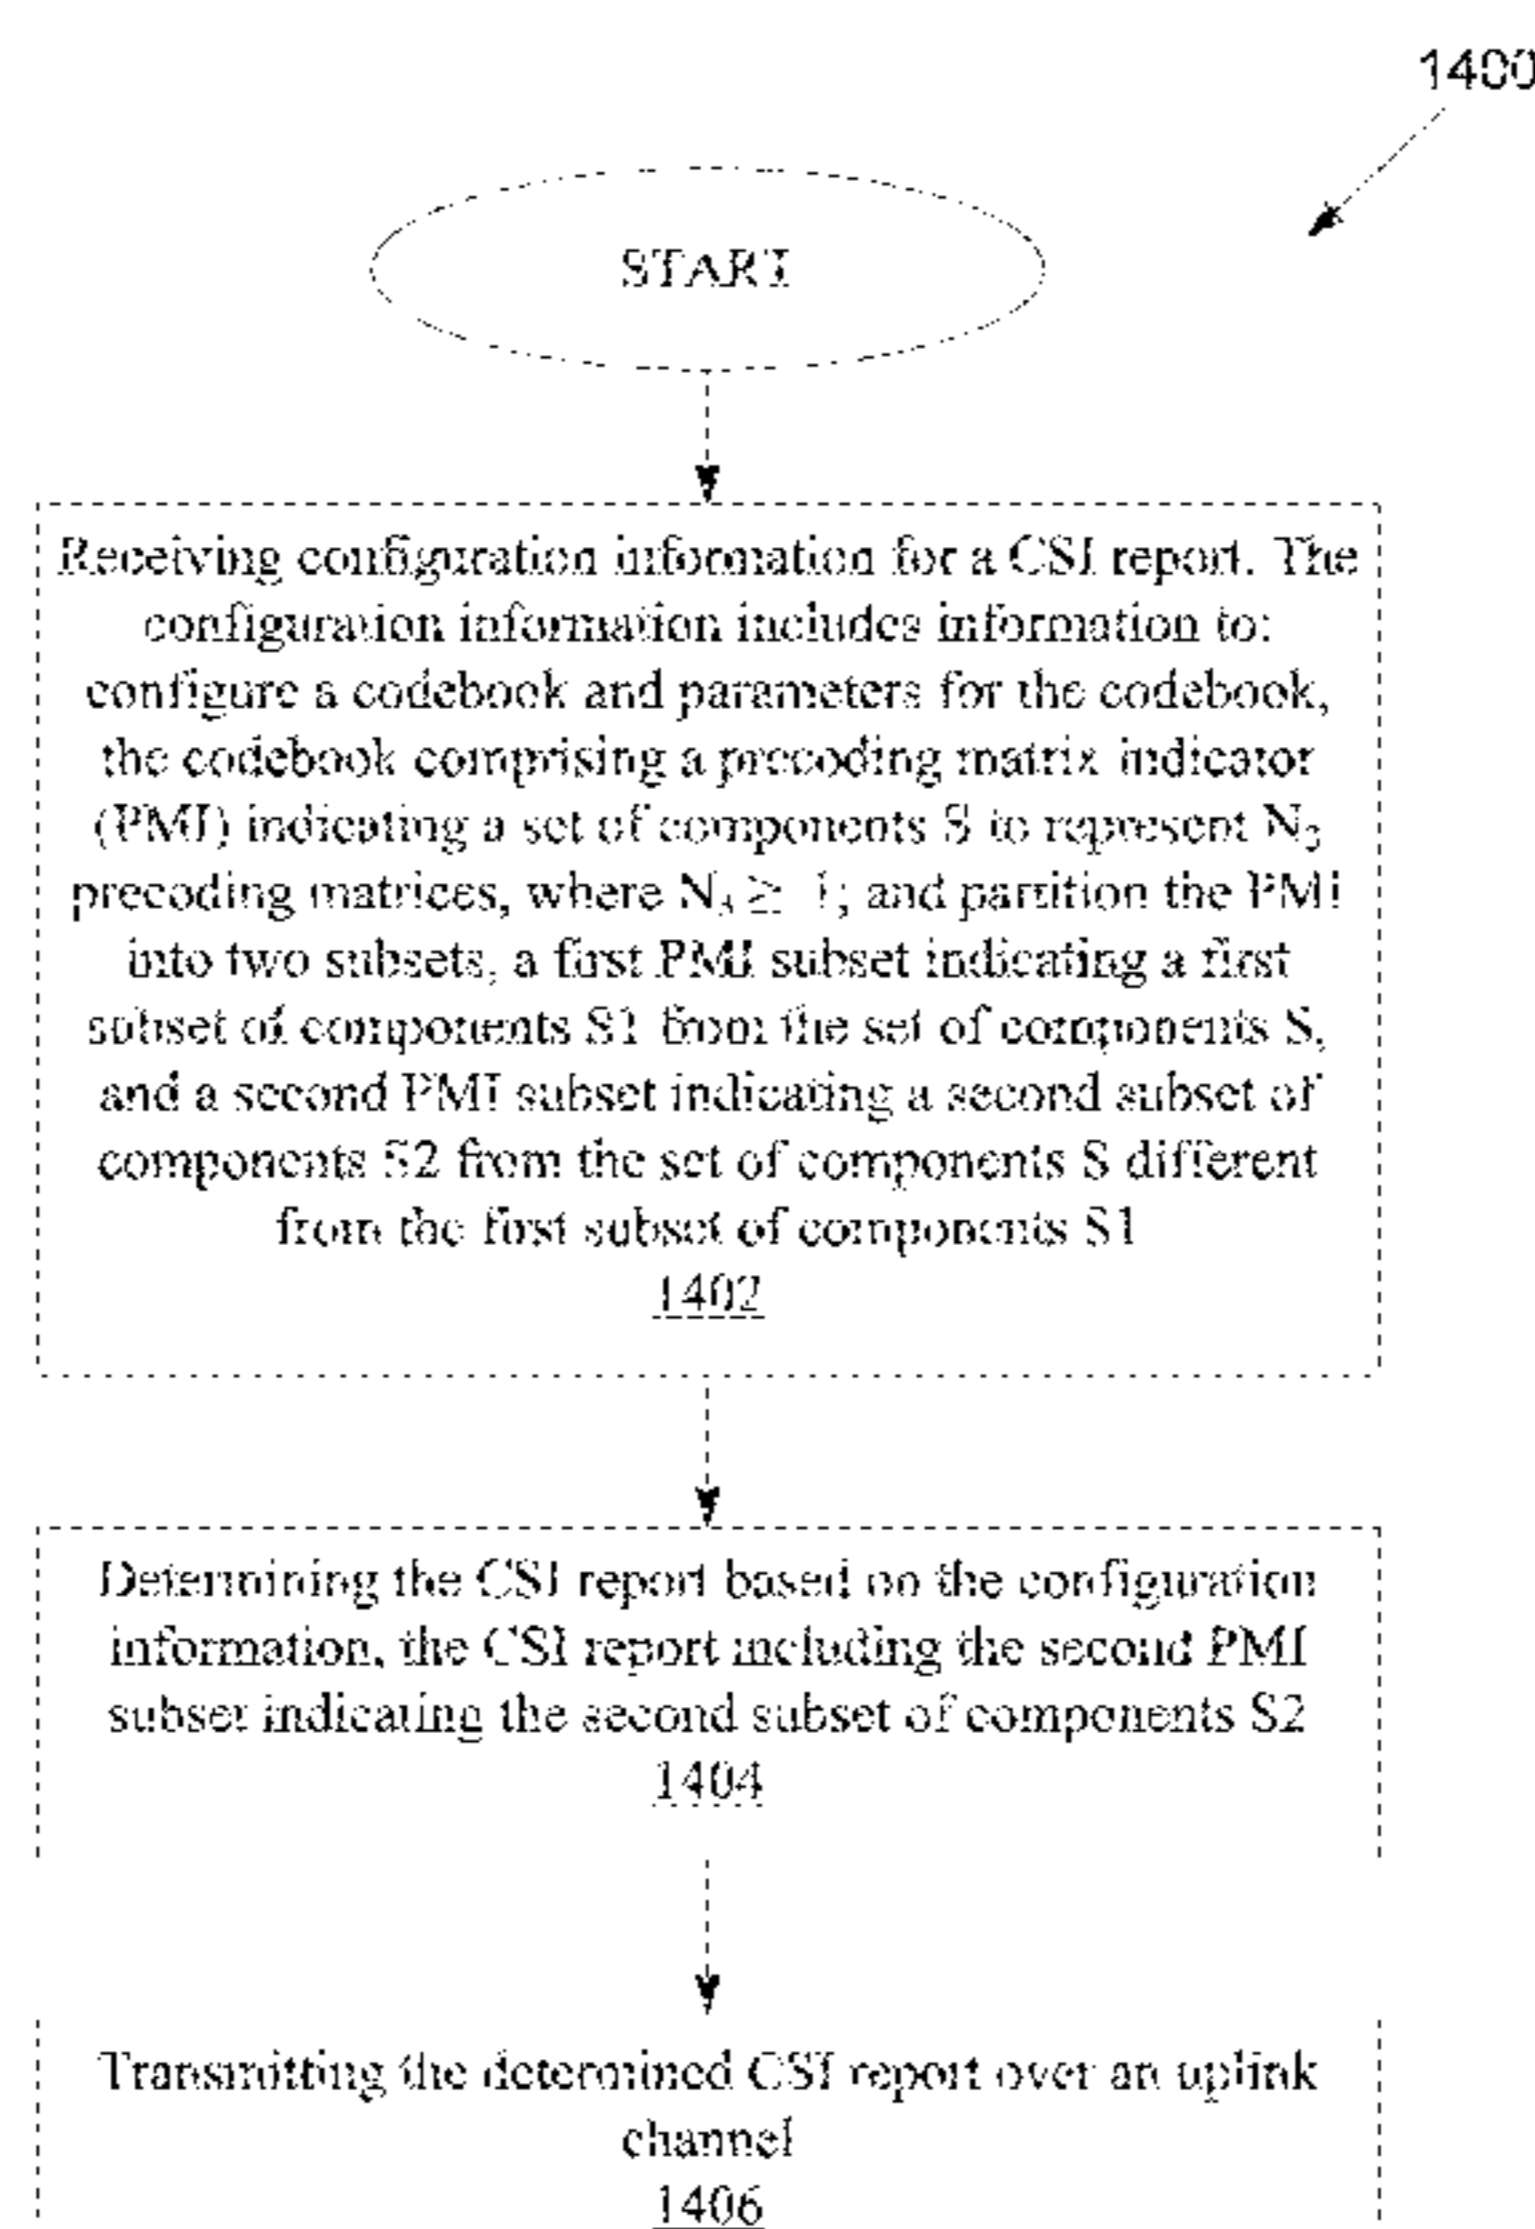 1400
START
Receiving configuration information for a CSI report. The
configuration information includes information to:
configure a codebook and parameters for the codebook,
the codebook comprising a precoding matrix indicator
(PMI) indicating a set of components S to represent N₃
precoding matrices, where N₃ ≥ 1; and partition the PMI
into two subsets, a first PMI subset indicating a first
subset of components S1 from the set of components S,
and a second PMI subset indicating a second subset of
components S2 from the set of components S different
from the first subset of components S1
1402
Determining the CSI report based on the configuration
information, the CSI report including the second PMI
subset indicating the second subset of components S2
1404
Transmitting the determined CSI report over an uplink
channel
1406